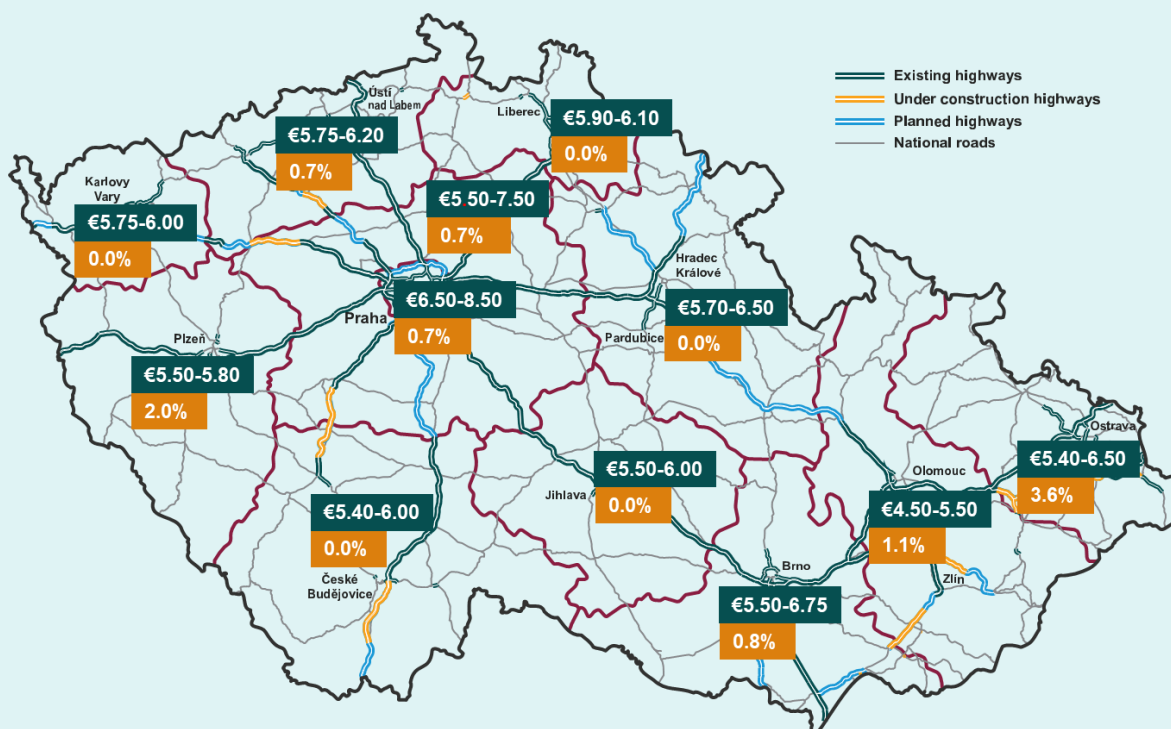 Existing highways
Under construction highways
Planned highways
National roads
Ústí
nad Labem
€5.75-6.20
0.7%
Liberec
€5.90-6.10
0.0%
Karlovy
Vary
€5.75-6.00
0.0%
€5.50-7.50
0.7%
Hradec
Králové
Praha
€6.50-8.50
0.7%
€5.70-6.50
0.0%
Pardubice
Plzeň
€5.50-5.80
2.0%
Ostrava
€5.40-6.50
3.6%
Olomouc
€4.50-5.50
1.1%
Jihlava
€5.50-6.00
0.0%
€5.40-6.00
0.0%
České
Budějovice
Zlín
Brno
€5.50-6.75
0.8%